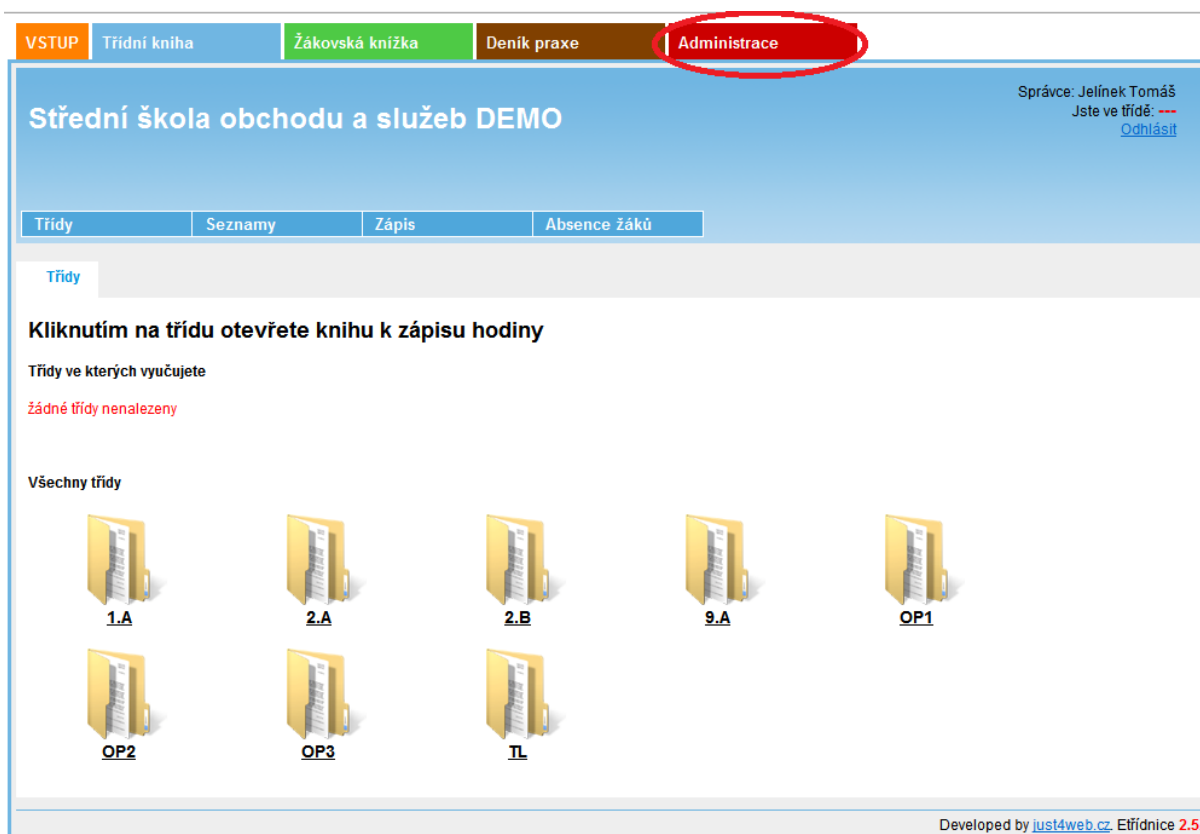 VSTUP Třídní kniha Žákovská knížka Deník praxe Administrace
Správce: Jelínek Tomáš
Jste ve třídě: ---
Odhlásit
Střední škola obchodu a služeb DEMO
Třídy Seznamy Zápis Absence žáků
Třídy
Kliknutím na třídu otevřete knihu k zápisu hodiny
Třídy ve kterých vyučujete
žádné třídy nenalezeny
Všechny třídy
1.A 2.A 2.B 9.A OP1
OP2 OP3 TL
Developed by just4web.cz. Etřídnice 2.5